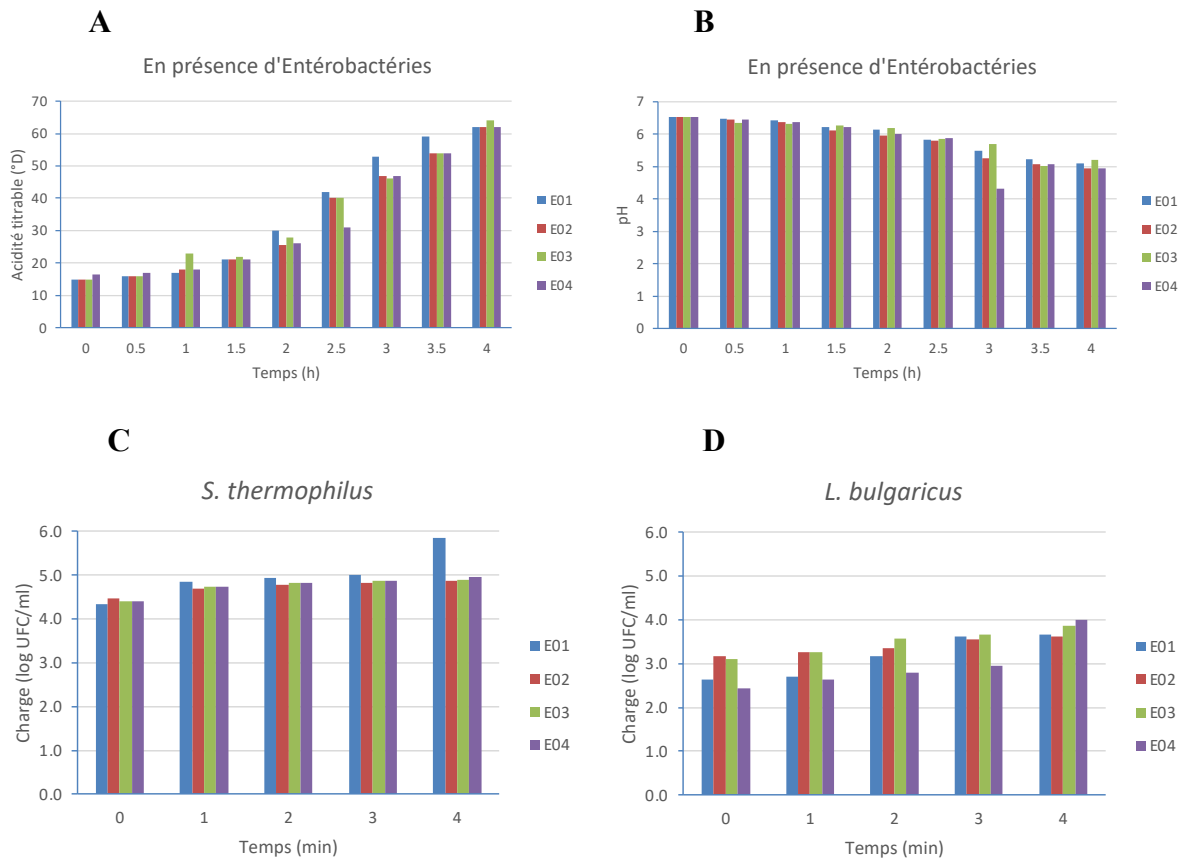 A
En présence d'Entérobactéries
Acidité titrable (°D)
70
60
50
40
30
20
10
0
0 0.5 1 1.5 2 2.5 3 3.5 4
Temps (h)
E01
E02
E03
E04
B
En présence d'Entérobactéries
pH
7
6
5
4
3
2
1
0
0 0.5 1 1.5 2 2.5 3 3.5 4
Temps (h)
E01
E02
E03
E04
C
S. thermophilus
Charge (log UFC/ml)
6.0
5.0
4.0
3.0
2.0
1.0
0.0
0 1 2 3 4
Temps (min)
E01
E02
E03
E04
D
L. bulgaricus
Charge (log UFC/ml)
6.0
5.0
4.0
3.0
2.0
1.0
0.0
0 1 2 3 4
Temps (min)
E01
E02
E03
E04